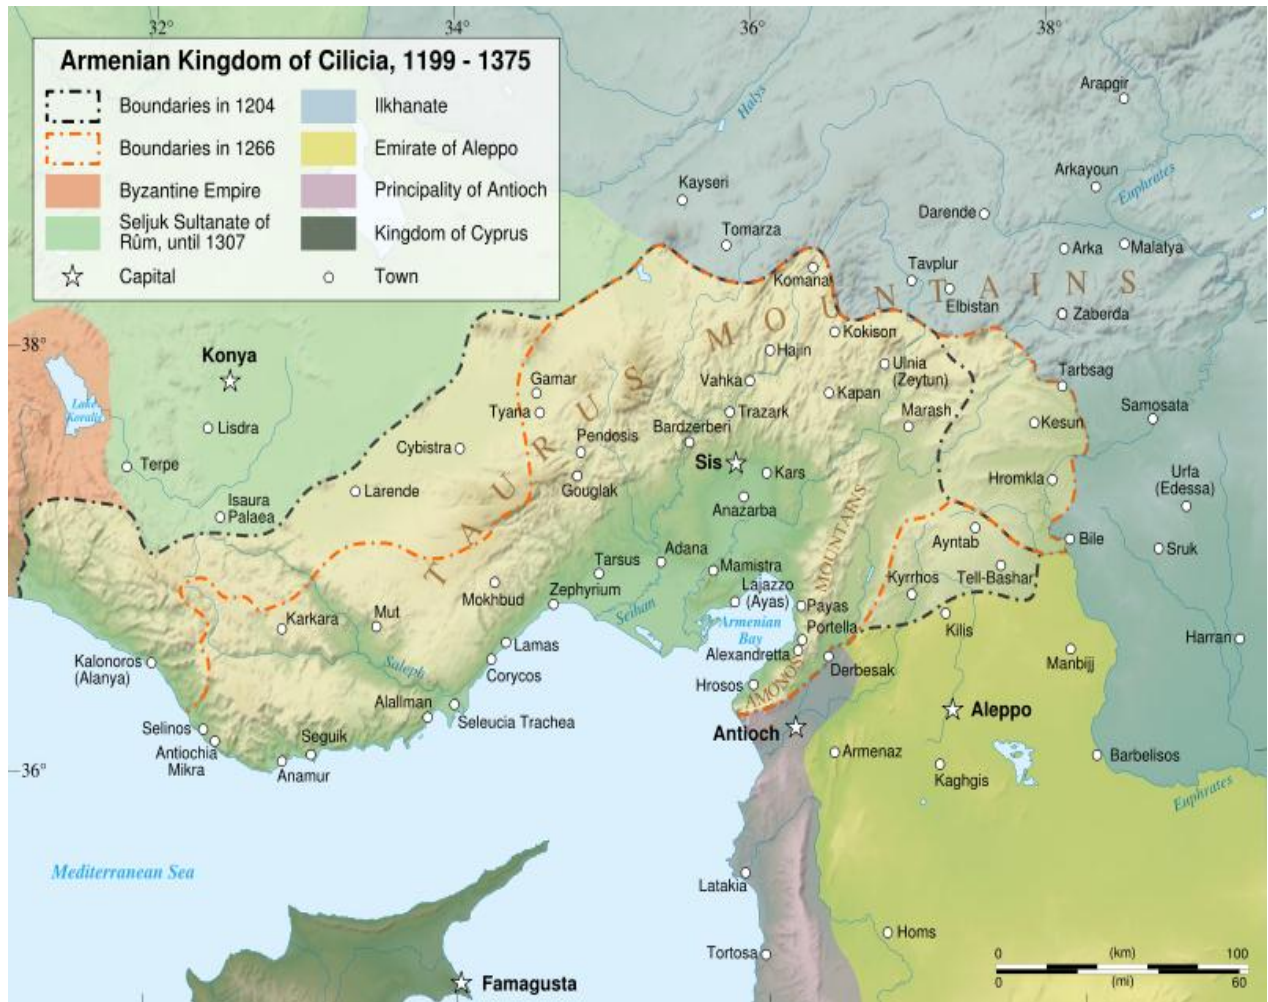 32°
34°
36°
38°
Armenian Kingdom of Cilicia, 1199 - 1375
Boundaries in 1204
Ilkhanate
Boundaries in 1266
Emirate of Aleppo
Byzantine Empire
Principality of Antioch
Seljuk Sultanate of
Rûm, until 1307
Kingdom of Cyprus
Capital
Town
Halys
Arapgir
Arkayoun
Euphrates
Kayseri
Darende
Tomarza
Arka
Malatya
Komana
Tavplur
Elbistan
TAURUS MOUNTAINS
Zaberda
38°
Kokison
Konya
Hajin
Ulnia
(Zeytun)
Gamar
Vahka
Kapan
Tarbsag
Lake
Koralis
Tyana
Trazark
Marash
Samosata
Lisdra
Bardzerberi
Kesun
Pendosis
Cybistra
Terpe
Sis
Kars
Hromkla
Urfa
(Edessa)
Larende
Gouglak
Isaura
Palaea
Anazarba
Ayntab
Bile
Sruk
Tarsus
Adana
Mamistra
Kyrrhos
Tell-Bashar
Mokhbud
Zephyrium
Lajazzo
(Ayas)
AMONOS MOUNTAINS
Seihan
Payas
Karkara
Mut
Armenian
Bay
Portella
Kilis
Lamas
Alexandretta
Harran
Kalonoros
(Alanya)
Saleph
Corycos
Derbesak
Manbijj
Hrosos
Alallman
Seleucia Trachea
Aleppo
Selinos
Antioch
Antiochia
Mikra
Seguik
Armenaz
Barbelisos
36°
Anamur
Kaghgis
Euphrates
Mediterranean Sea
Latakia
Homs
Tortosa
0 (km) 100
0 (mi) 60
Famagusta
36°